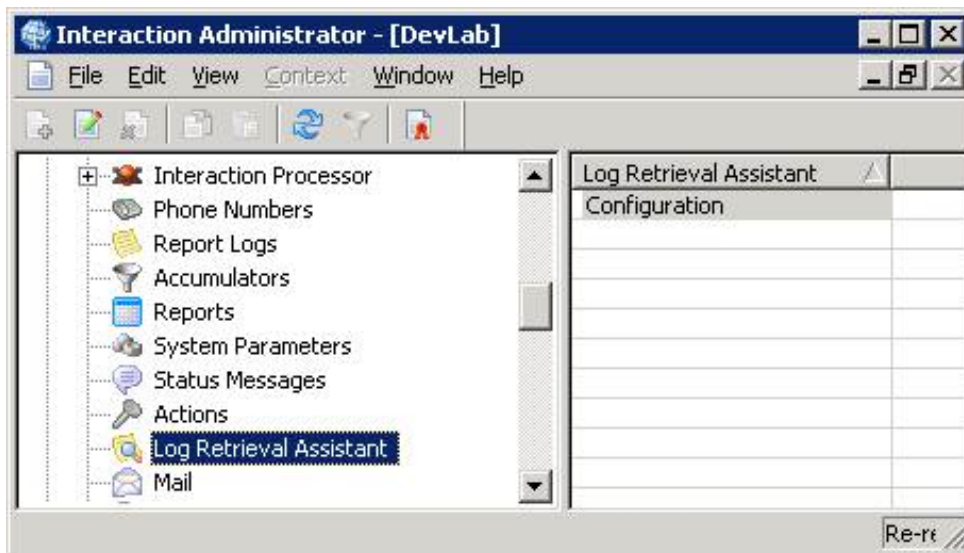 Interaction Administrator - [DevLab]
File Edit View Context Window Help
Interaction Processor
Phone Numbers
Report Logs
Accumulators
Reports
System Parameters
Status Messages
Actions
Log Retrieval Assistant
Mail
Log Retrieval Assistant
Configuration